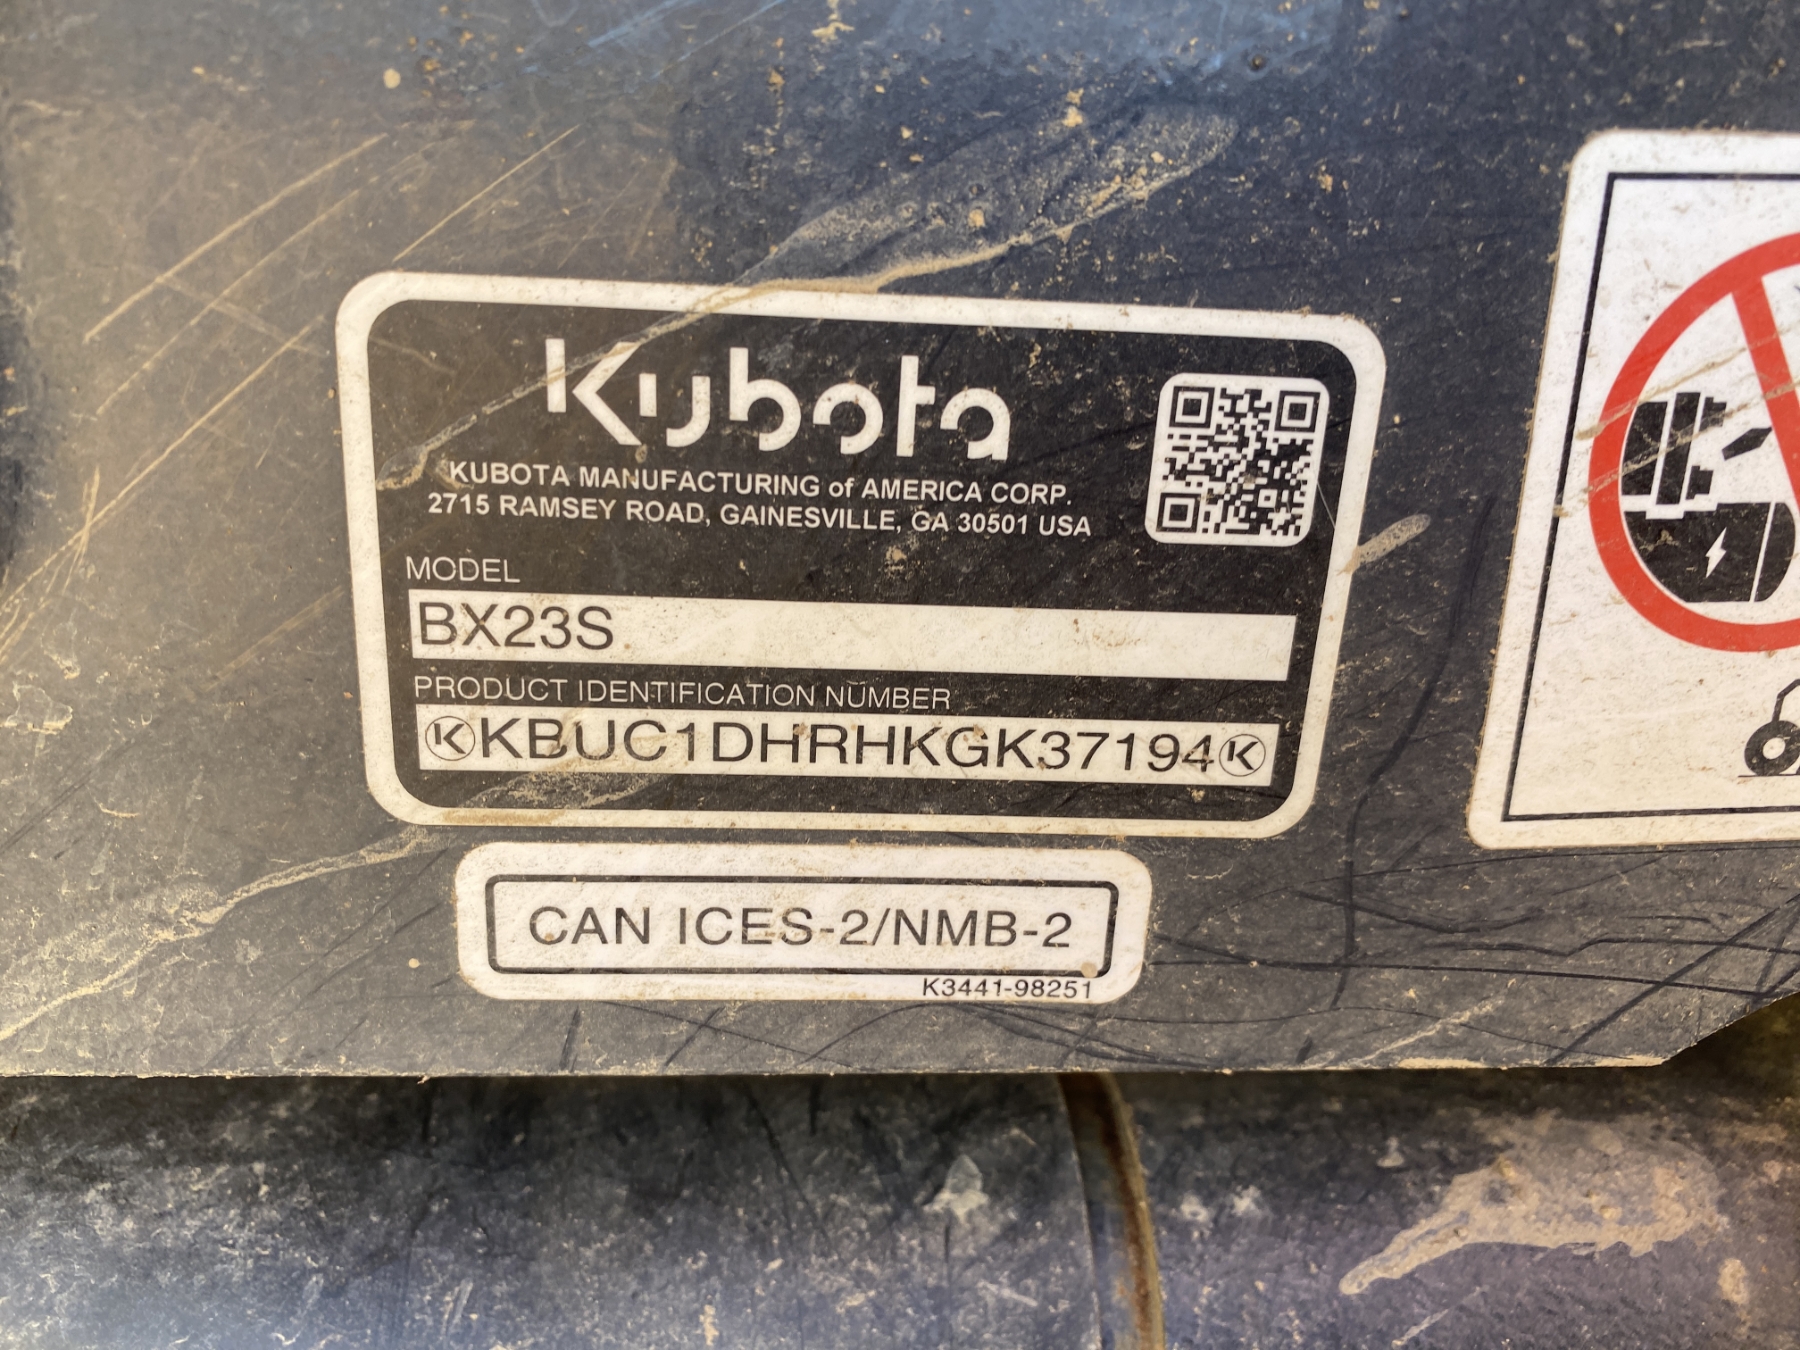 Kubota
KUBOTA MANUFACTURING of AMERICA CORP.
2715 RAMSEY ROAD, GAINESVILLE, GA 30501 USA
MODEL
BX23S
PRODUCT IDENTIFICATION NUMBER
KBUC1DHRHKGK37194
CAN ICES-2/NMB-2
K3441-98251